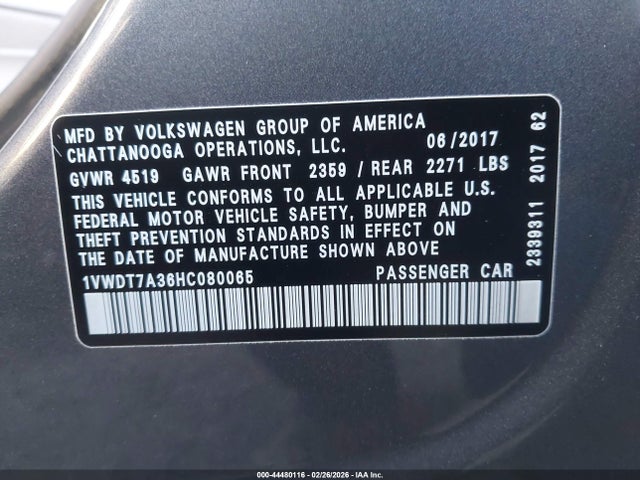 MFD BY VOLKSWAGEN GROUP OF AMERICA
CHATTANOOGA OPERATIONS, LLC. 06/2017
GVWR 4519 GAWR FRONT 2359 / REAR 2271 LBS
THIS VEHICLE CONFORMS TO ALL APPLICABLE U.S.
FEDERAL MOTOR VEHICLE SAFETY, BUMPER AND
THEFT PREVENTION STANDARDS IN EFFECT ON
THE DATE OF MANUFACTURE SHOWN ABOVE
1VWDT7A36HC080065 PASSENGER CAR
2339311 2017 62
000-44480116 - 02/26/2026 - IAA Inc.